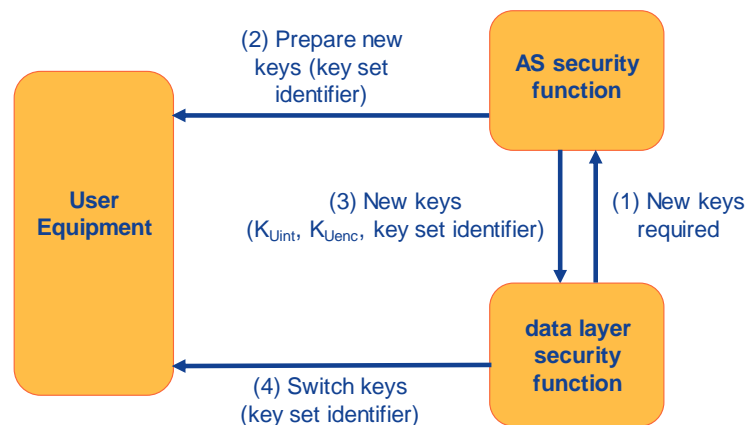 (2) Prepare new
keys (key set
identifier)
AS security
function
User
Equipment
(3) New keys
(KUint, KUenc, key set identifier)
(1) New keys
required
data layer
security
function
(4) Switch keys
(key set identifier)